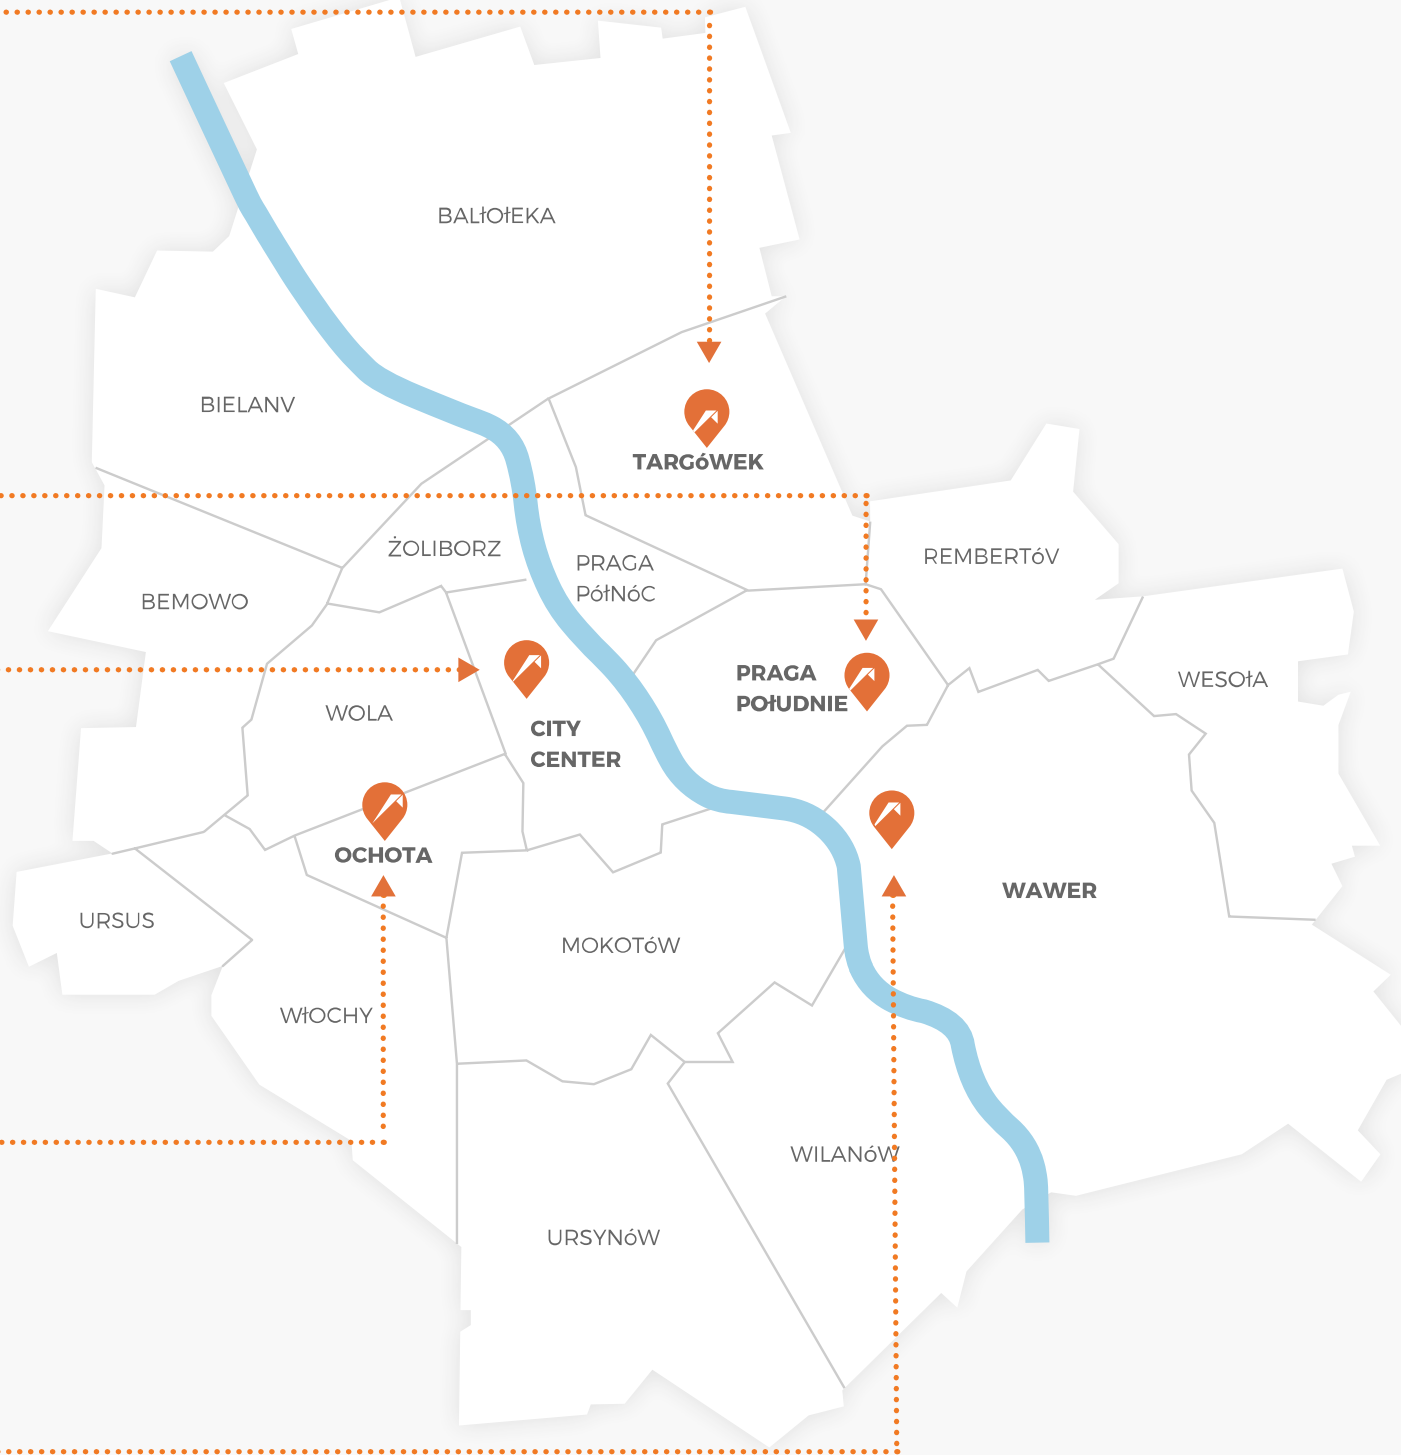 BALłOłEKA
BIELANV
TARGóWEK
ŻOLIBORZ
PRAGA
PÓłNóC
REMBERTóV
BEMOWO
WOLA
CITY
CENTER
PRAGA
POłUDNIE
WESOłA
OCHOTA
WAWER
URSUS
MOKOTóW
WłOCHY
WILANóW
URSYNóW